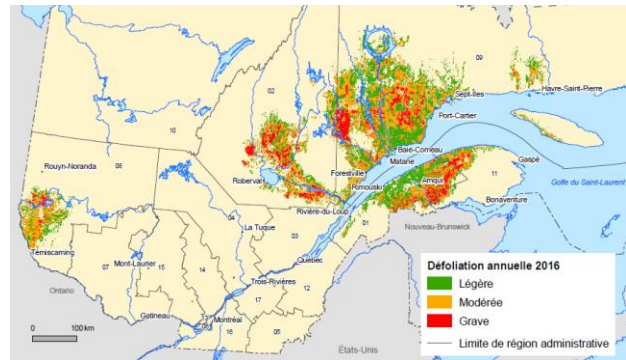 09
Havre-Saint-Pierre
Sept-Iles
Port-Cartier
02
10
Baie-Comeau
Matane
Gaspé
Forestville
Rouyn-Noranda
08
Roberval
Rimouski
Amqui
11
Golfe du Saint-Laurent
Rivière-du-Loup
Bonaventure
04
01
La Tuque
03
Nouveau-Brunswick
Témiscaming
07
Mont-Laurier
15
14
Québec
Trois-Rivières
12
Ontario
17
Gatineau
Montréal
16
05
0
100 km
États-Unis
Défoliation annuelle 2016
Légère
Modérée
Grave
Limite de région administrative